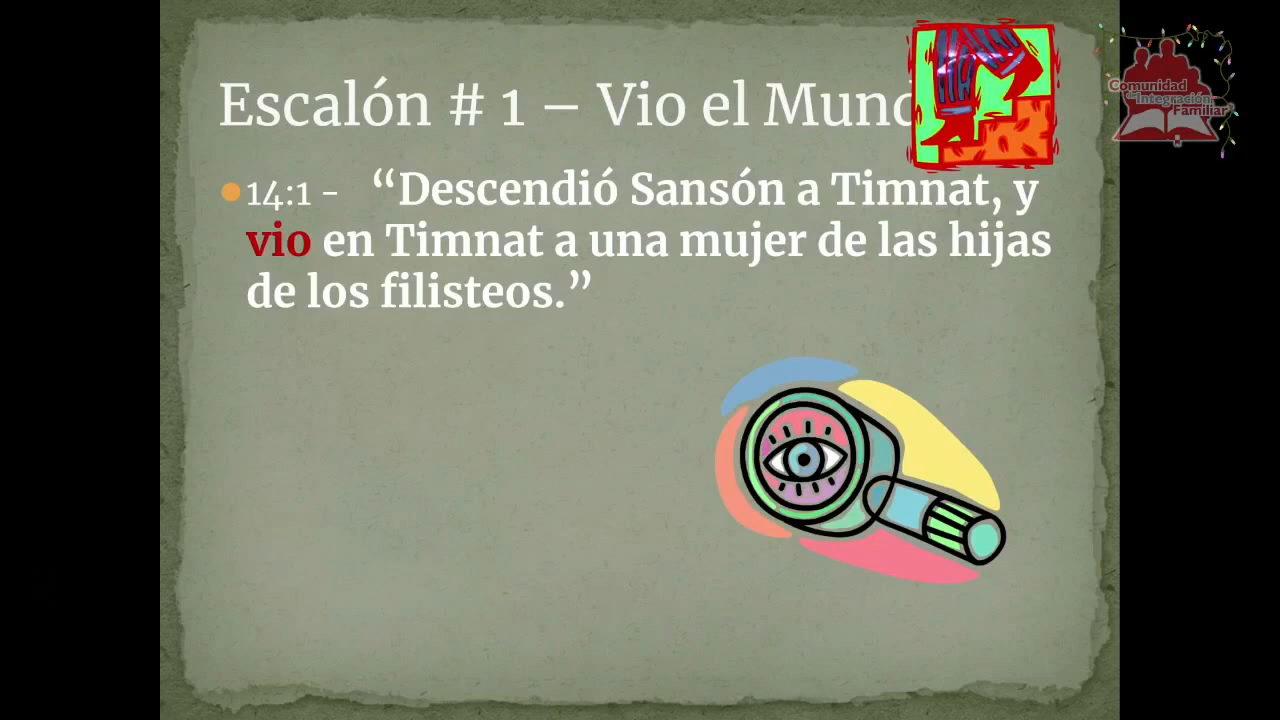 Escalón # 1 – Vio el Mund
14:1 - “Descendió Sansón a Timnat, y
vio en Timnat a una mujer de las hijas
de los filisteos.”
Comunidad
de Integración
Familiar